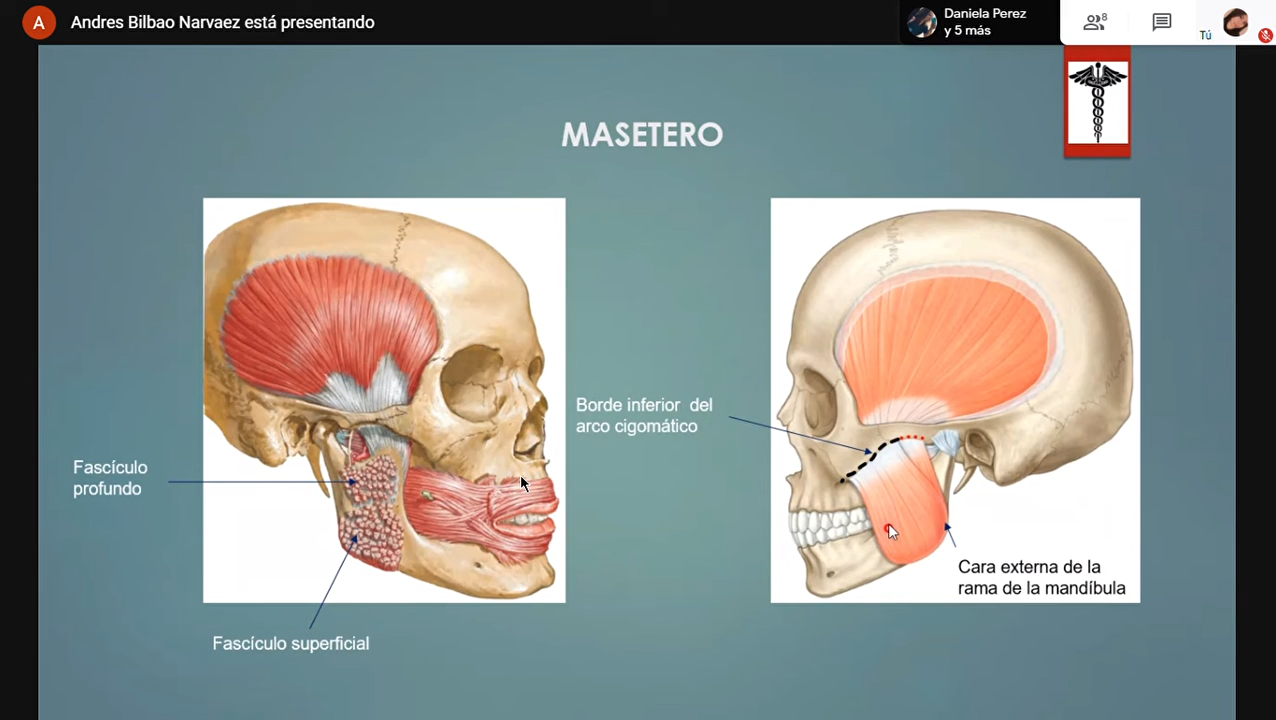 A
Andres Bilbao Narvaez está presentando
Daniela Perez
y 5 más
8
Tú
MASETERO
Borde inferior del
arco cigomático
Fascículo
profundo
Cara externa de la
rama de la mandíbula
Fascículo superficial